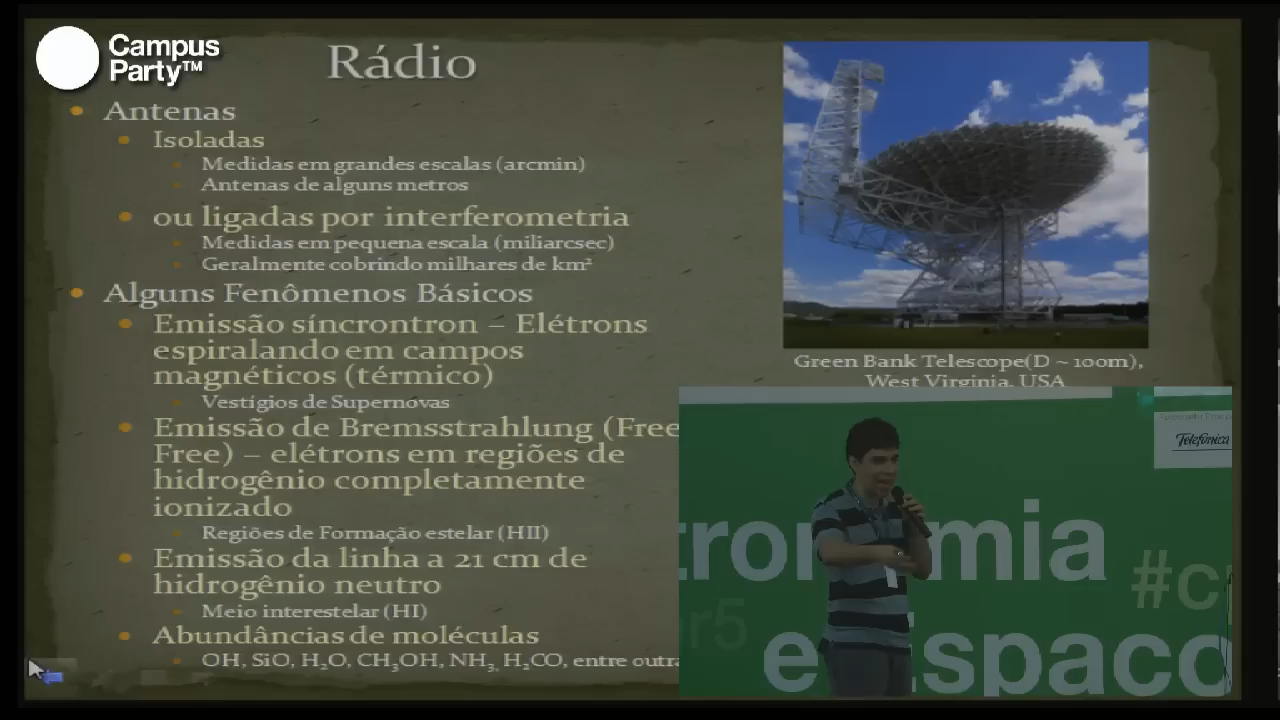 Campus
Party™
Rádio
Antenas
Isoladas
Medidas em grandes escalas (arcmin)
Antenas de alguns metros
ou ligadas por interferometria
Medidas em pequena escala (miliarcsec)
Geralmente cobrindo milhares de km²
Alguns Fenômenos Básicos
Emissão síncrontron – Elétrons
espiralando em campos
magnéticos (térmico)
Vestígios de Supernovas
Emissão de Bremsstrahlung (Free
Free) – elétrons em regiões de
hidrogênio completamente
ionizado
Regiões de Formação estelar (HII)
Emissão da linha a 21 cm de
hidrogênio neutro
Meio interestelar (HI)
Abundâncias de moléculas
OH, SiO, H₂O, CH₃OH, NH₃, H₂CO, entre outra
Green Bank Telescope(D ~ 100m),
West Virginia, USA
Telefónica
tronomia
#c
r5
e Espaço